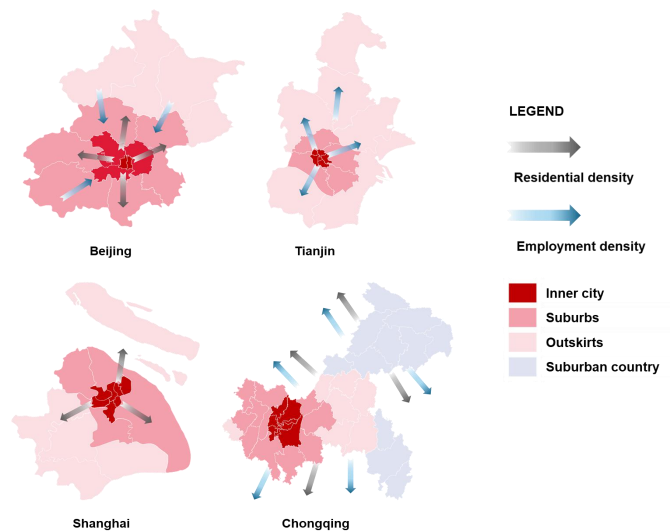 LEGEND
Residential density
Employment density
Beijing
Tianjin
Inner city
Suburbs
Outskirts
Suburban country
Shanghai
Chongqing